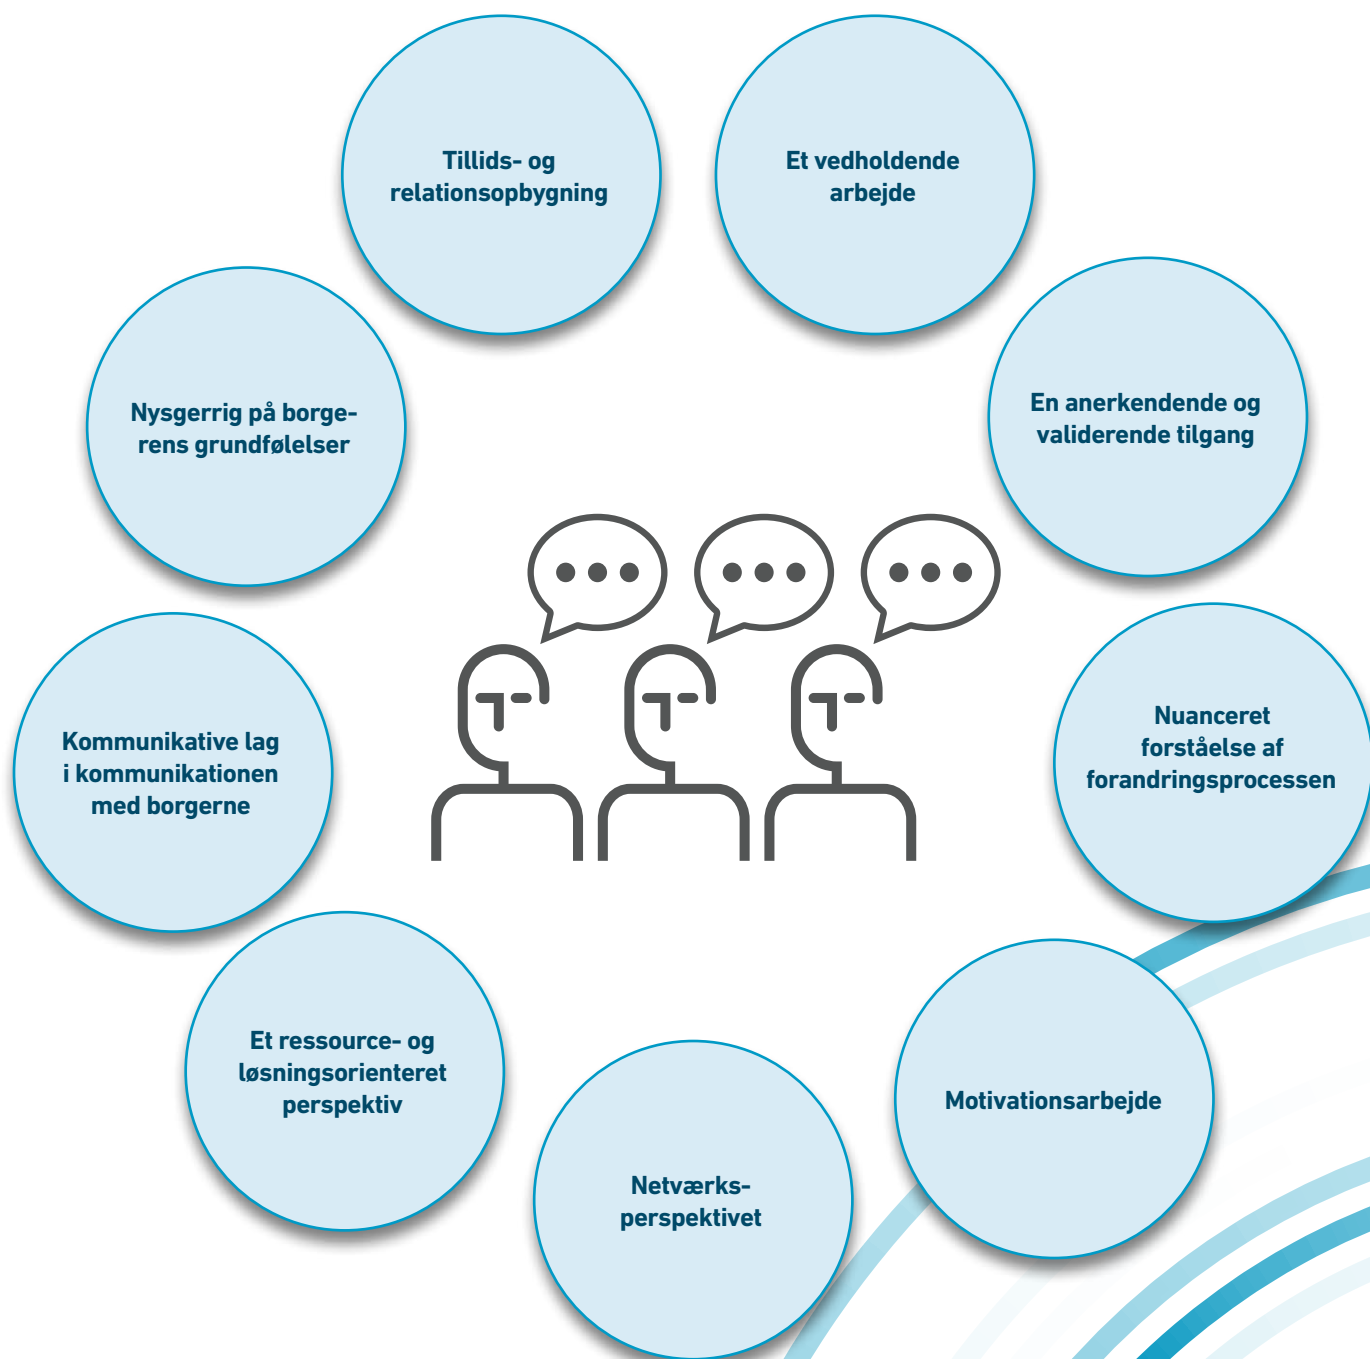 Tillids- og
relationsopbygning
Et vedholdende
arbejde
Nysgerrig på borge-
rens grundfølelser
En anerkendende og
validerende tilgang
Kommunikative lag
i kommunikationen
med borgerne
Nuanceret
forståelse af
forandringsprocessen
Et ressource- og
løsningsorienteret
perspektiv
Motivationsarbejde
Netværks-
perspektivet